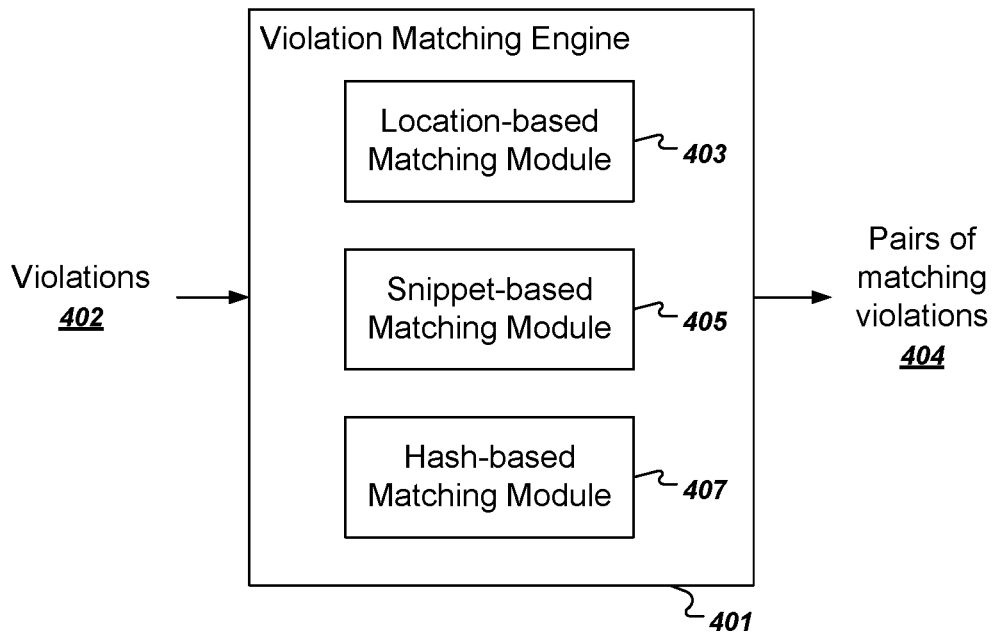 Violation Matching Engine
Location-based
Matching Module
403
Violations
402
Snippet-based
Matching Module
405
Pairs of
matching
violations
404
Hash-based
Matching Module
407
401